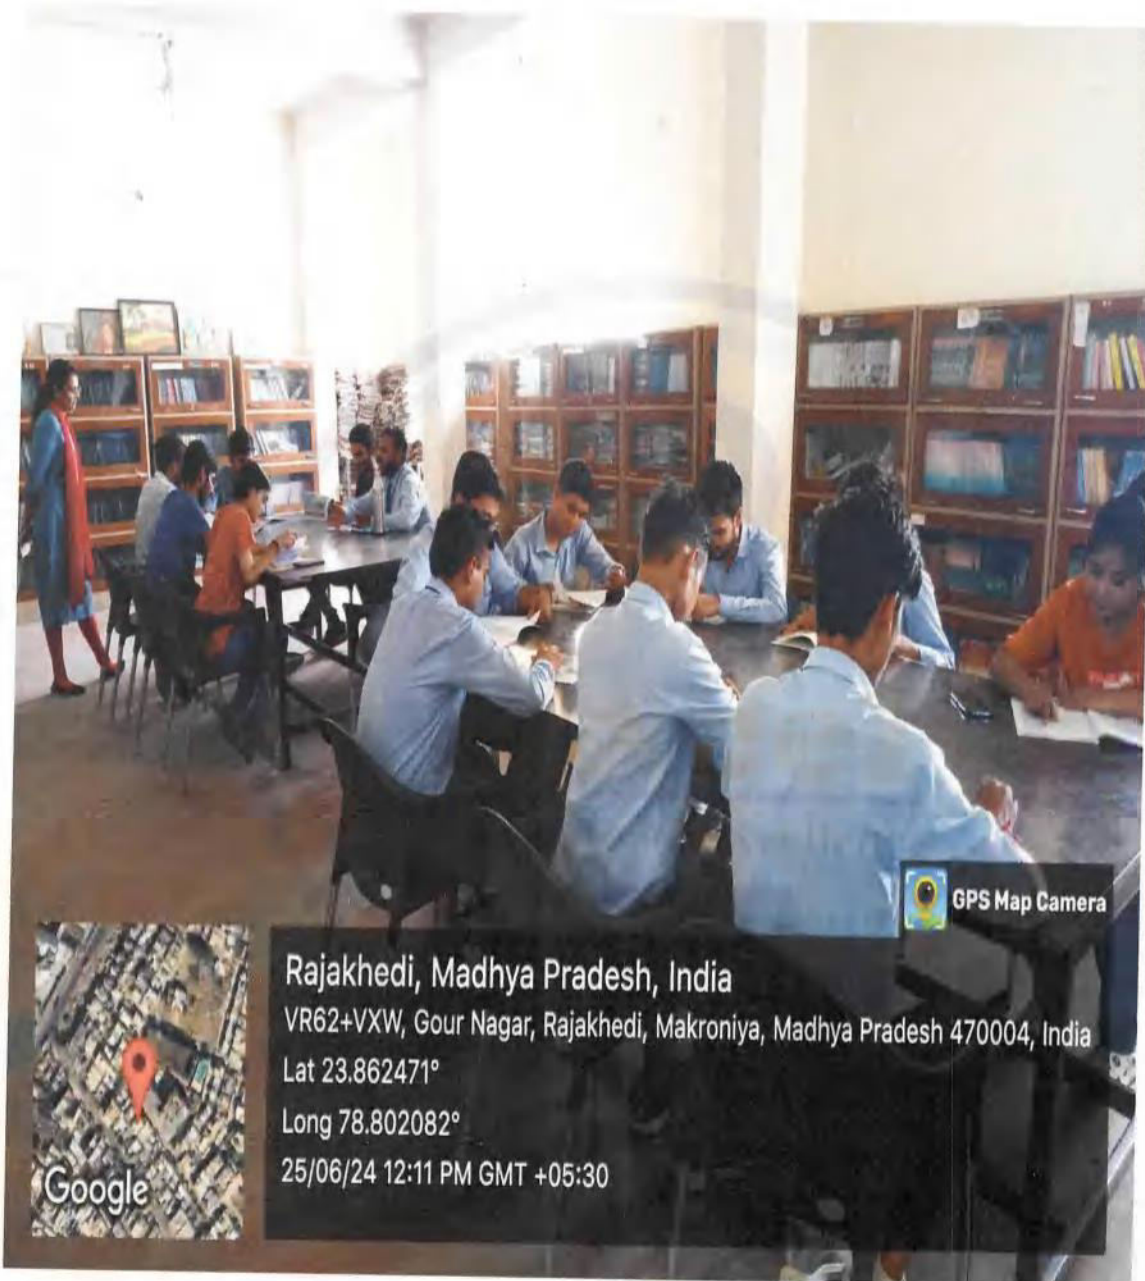 GPS Map Camera
Rajakhedi, Madhya Pradesh, India
VR62+VXW, Gour Nagar, Rajakhedi, Makroniya, Madhya Pradesh 470004, India
Lat 23.862471°
Long 78.802082°
25/06/24 12:11 PM GMT +05:30
Google